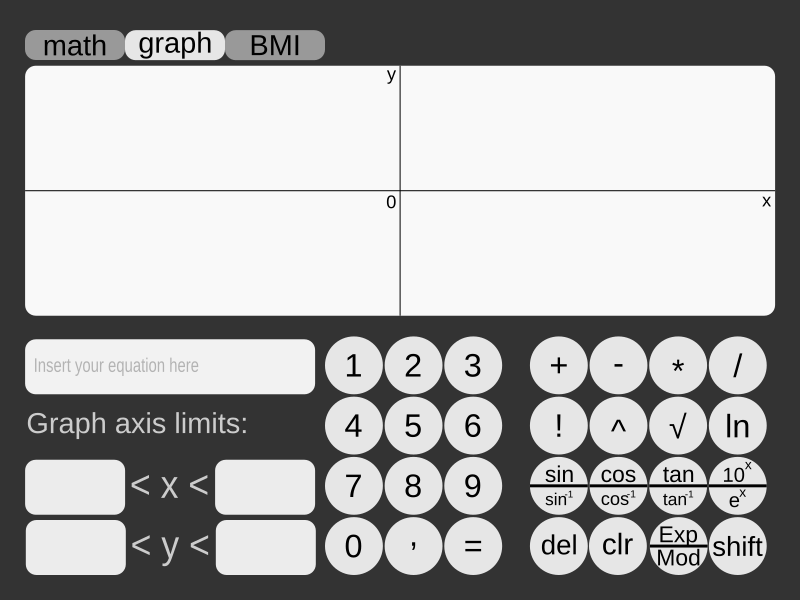 math graph BMI
y
0 x
Insert your equation here
1 2 3 + - * /
Graph axis limits:
4 5 6 ! ^ √ ln
< x <
7 8 9 sin cos tan 10^x
sin^-1 cos^-1 tan^-1 e^x
< y <
0 , = del clr Exp shift
Mod